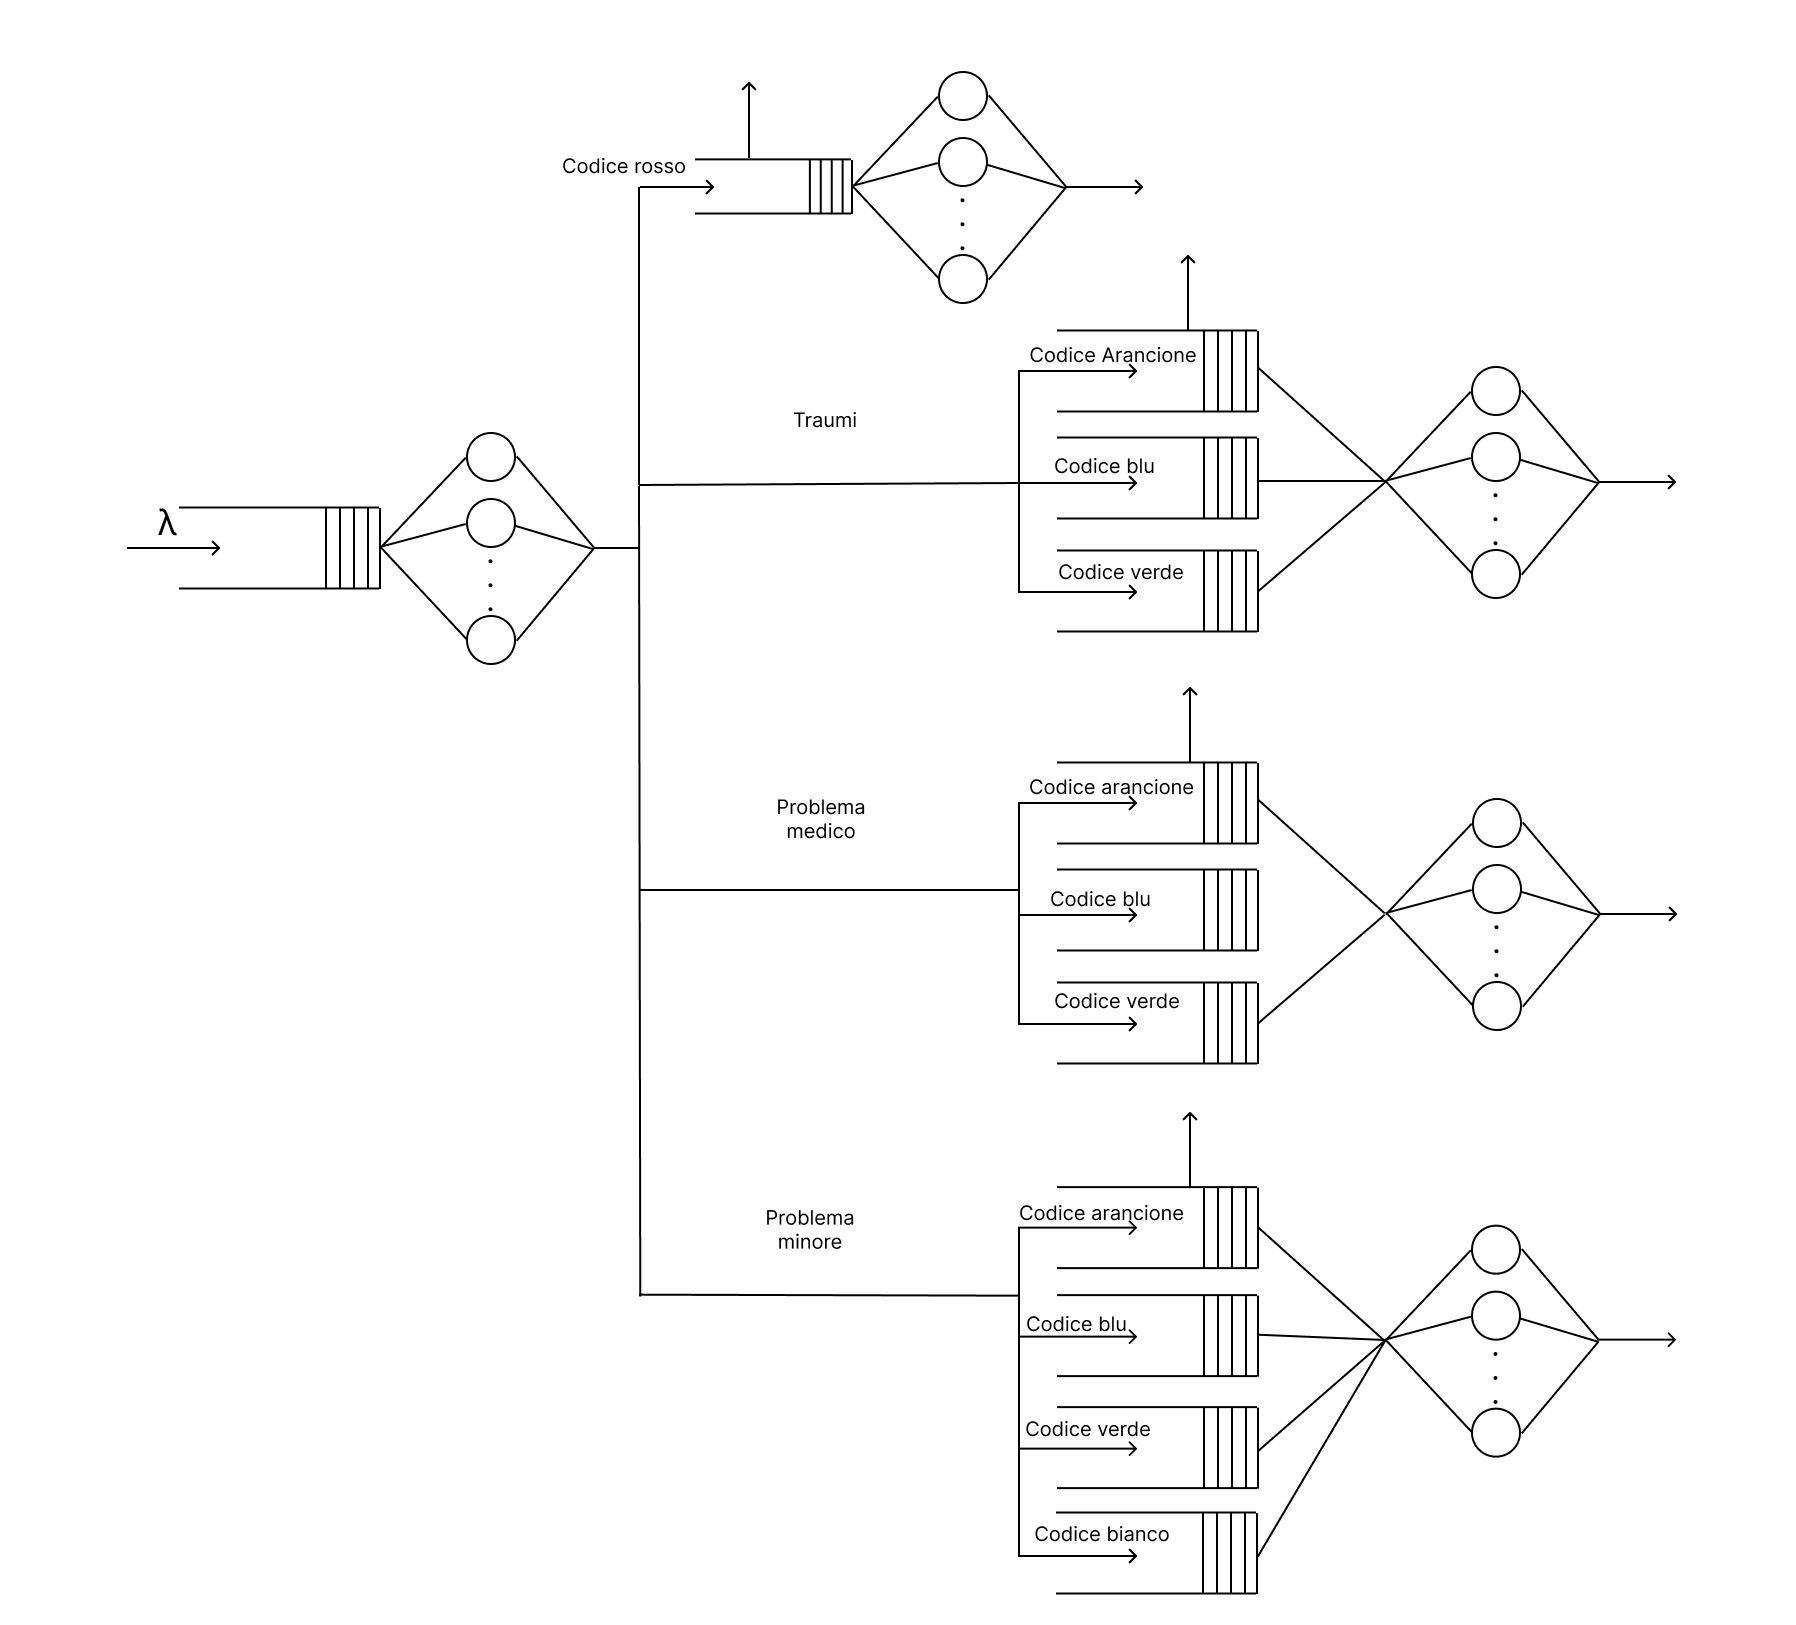 Codice rosso
Codice Arancione
Traumi
Codice blu
λ
Codice verde
Codice arancione
Problema
medico
Codice blu
Codice verde
Codice arancione
Problema
minore
Codice blu
Codice verde
Codice bianco